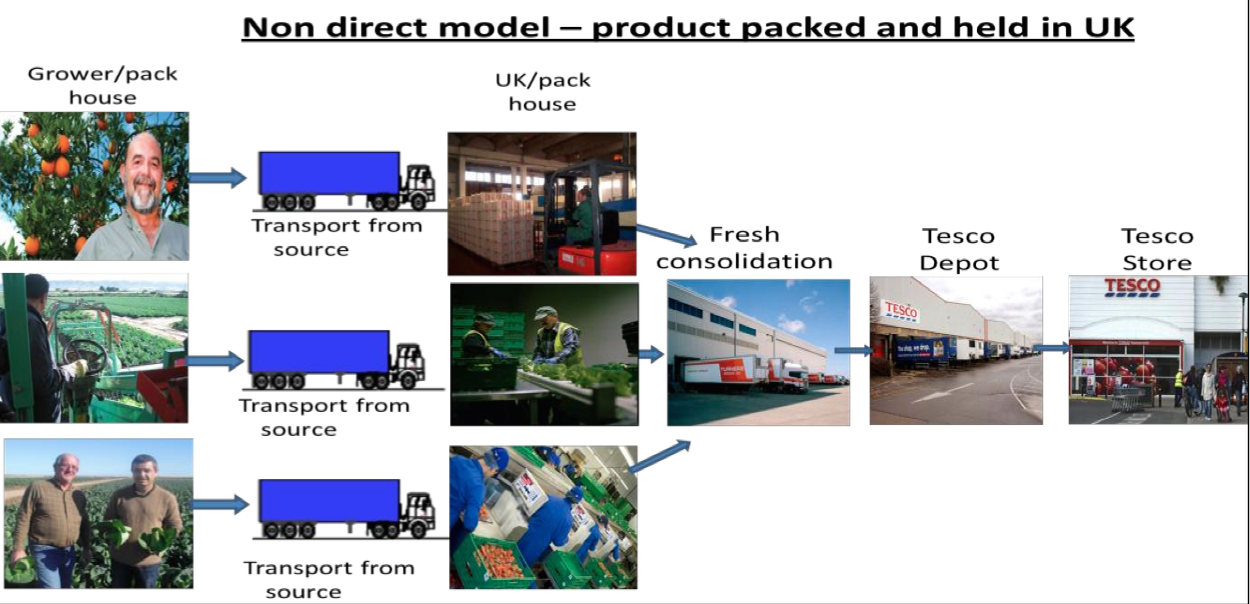 Non direct model – product packed and held in UK
Grower/pack
house
UK/pack
house
Transport from
source
Fresh
consolidation
Tesco
Depot
Tesco
Store
TESCO
TESCO
Transport from
source
Transport from
source